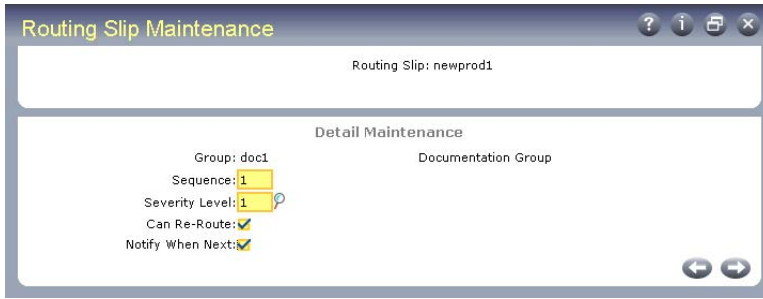 Routing Slip Maintenance
? i
Routing Slip: newprod1
Detail Maintenance
Group: doc1 Documentation Group
Sequence: 1
Severity Level: 1
Can Re-Route:
Notify When Next: